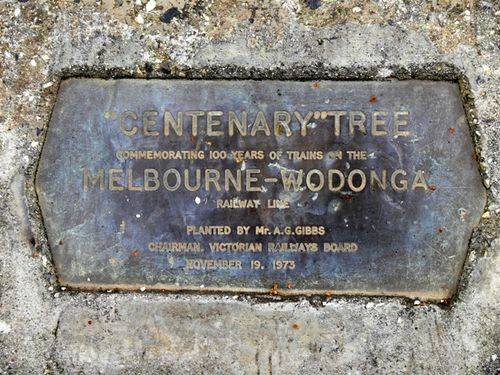 "CENTENARY" TREE
COMMEMORATING 100 YEARS OF TRAINS ON THE
MELBOURNE-WODONGA
RAILWAY LINE
PLANTED BY Mr. A.G. GIBBS
CHAIRMAN, VICTORIAN RAILWAYS BOARD
NOVEMBER 19, 1973